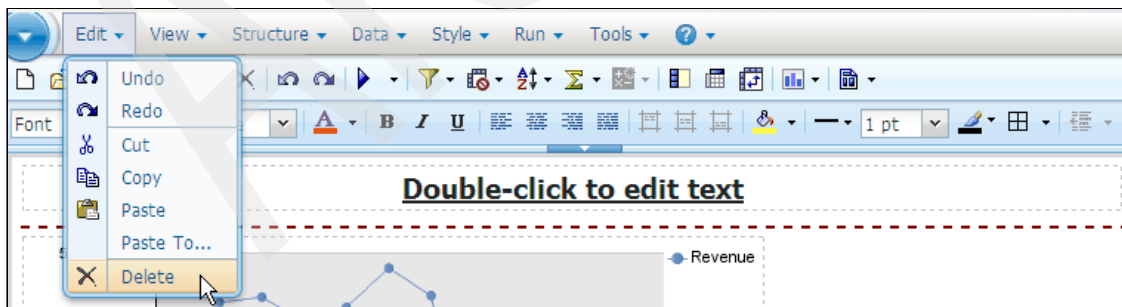 Edit View Structure Data Style Run Tools
Undo
Redo
Font
1 pt
Cut
Copy
Paste
Double-click to edit text
Paste To...
Revenue
Delete